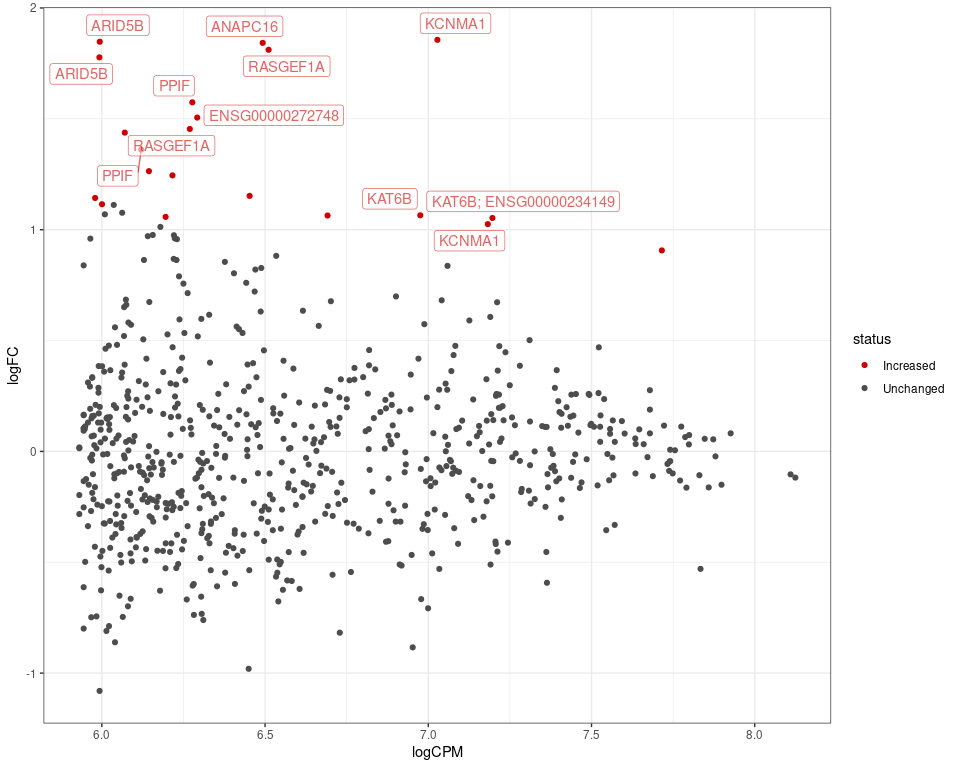 2
ARID5B
ANAPC16
KCNMA1
RASGEF1A
ARID5B
PPIF
ENSG00000272748
RASGEF1A
PPIF
KAT6B
KAT6B; ENSG00000234149
KCNMA1
1
0
-1
logFC
6.0
6.5
7.0
7.5
8.0
logCPM
status
Increased
Unchanged